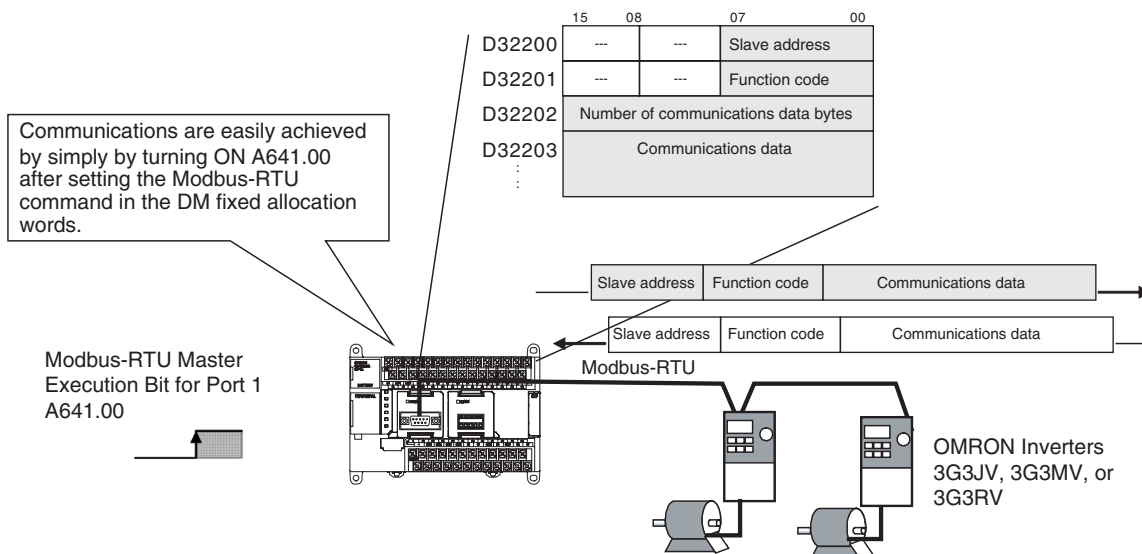 15 08 07 00
D32200 --- --- Slave address
D32201 --- --- Function code
D32202 Number of communications data bytes
D32203 Communications data
Communications are easily achieved
by simply by turning ON A641.00
after setting the Modbus-RTU
command in the DM fixed allocation
words.
Slave address Function code Communications data
Slave address Function code Communications data
Modbus-RTU
Modbus-RTU Master
Execution Bit for Port 1
A641.00
OMRON Inverters
3G3JV, 3G3MV, or
3G3RV